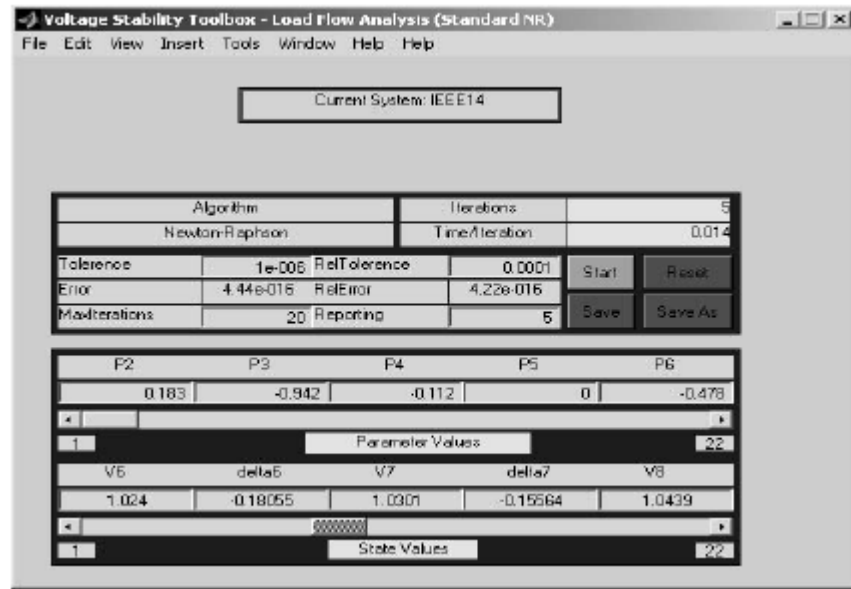 Voltage Stability Toolbox - Load Flow Analysis (Standard NR)
File Edit View Insert Tools Window Help Help
Current System: IEEE14
Algorithm Iterations 5
Newton-Raphson Time/Iteration 0.014
Tolerence 1e-006 RelTolerence 0.0001 Start Reset
Error 4.44e-016 RelError 4.22e-016
MaxIterations 20 Reporting 5 Save Save As
P2 P3 P4 P5 P6
0.183 -0.942 -0.112 0 -0.478
1 Parameter Values 22
V6 delta6 V7 delta7 V8
1.024 -0.18055 1.0301 -0.15564 1.0439
1 State Values 22